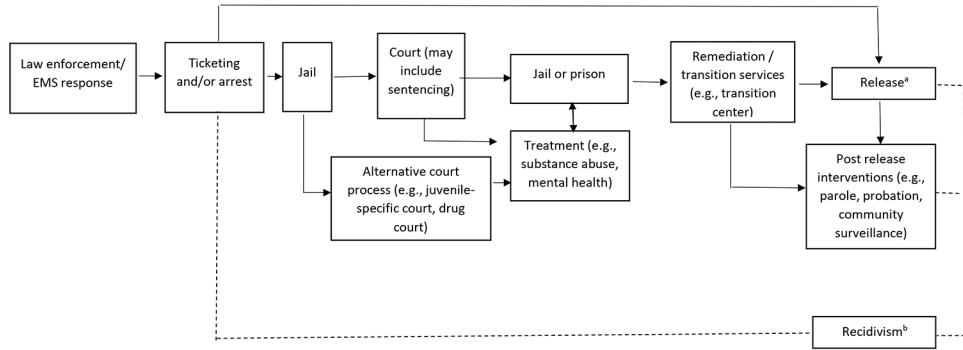 Law enforcement/
EMS response
Ticketing
and/or arrest
Jail
Court (may
include
sentencing)
Jail or prison
Remediation /
transition services
(e.g., transition
center)
Releaseᵃ
Alternative court
process (e.g., juvenile-
specific court, drug
court)
Treatment (e.g.,
substance abuse,
mental health)
Post release
interventions (e.g.,
parole, probation,
community
surveillance)
Recidivismᵇ